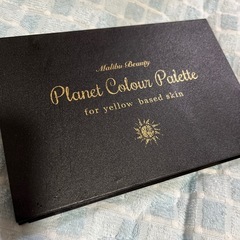 Malibu Beauty
Planet Colour Palette
for yellow based skin